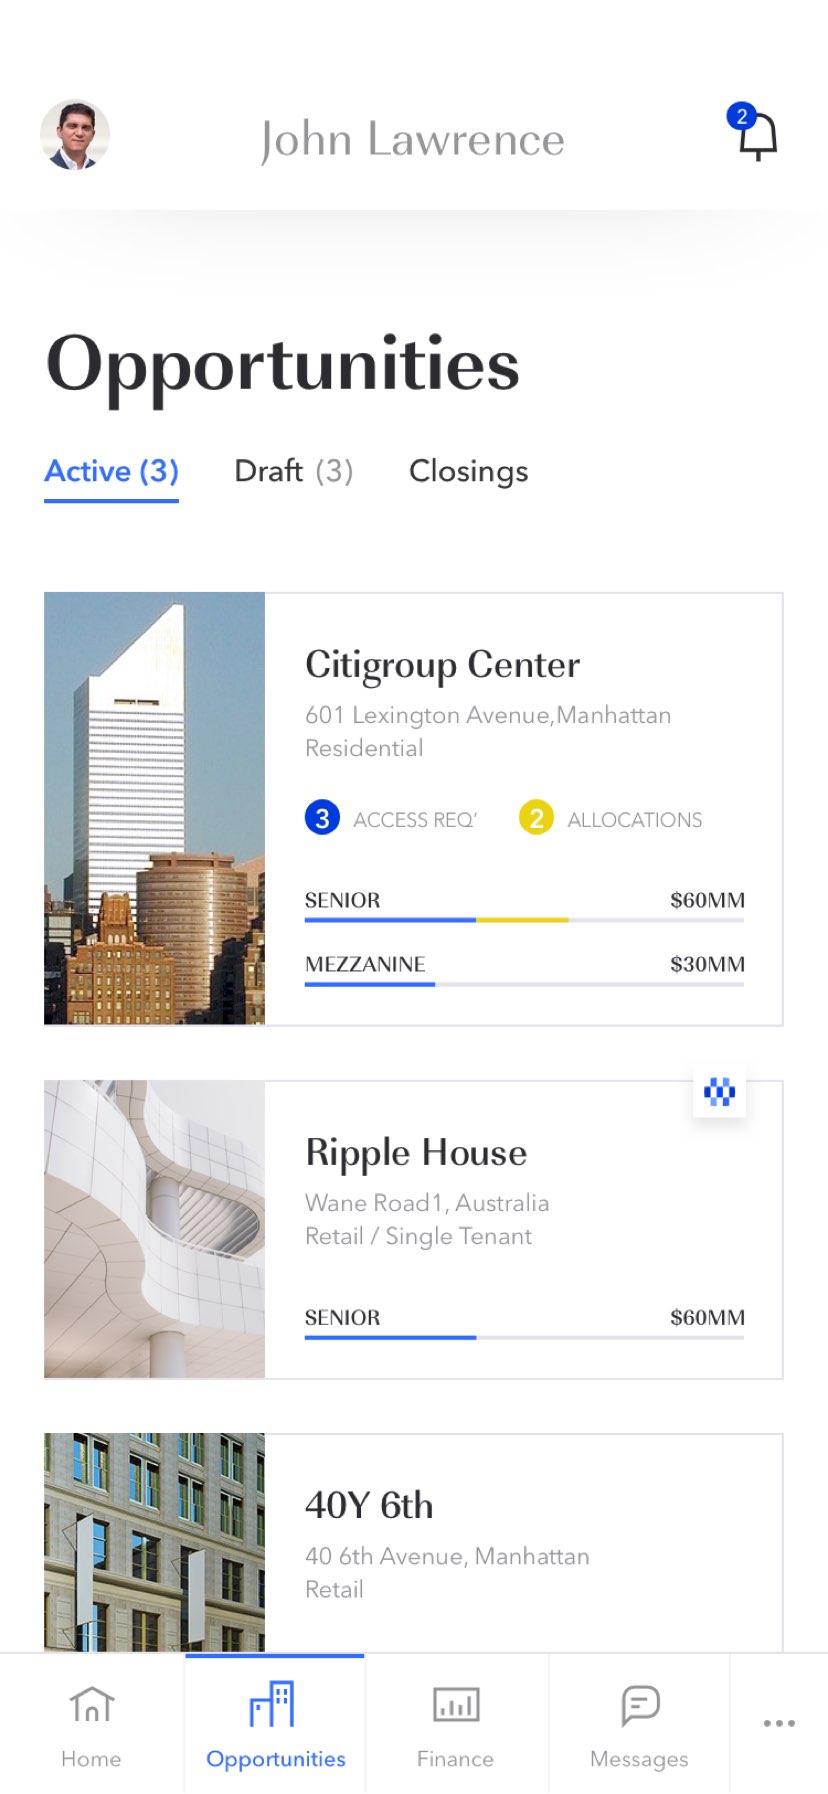 John Lawrence
2
Opportunities
Active (3) Draft (3) Closings
Citigroup Center
601 Lexington Avenue,Manhattan
Residential
3 ACCESS REQ’ 2 ALLOCATIONS
SENIOR $60MM
MEZZANINE $30MM
Ripple House
Wane Road1, Australia
Retail / Single Tenant
SENIOR $60MM
40Y 6th
40 6th Avenue, Manhattan
Retail
Home Opportunities Finance Messages